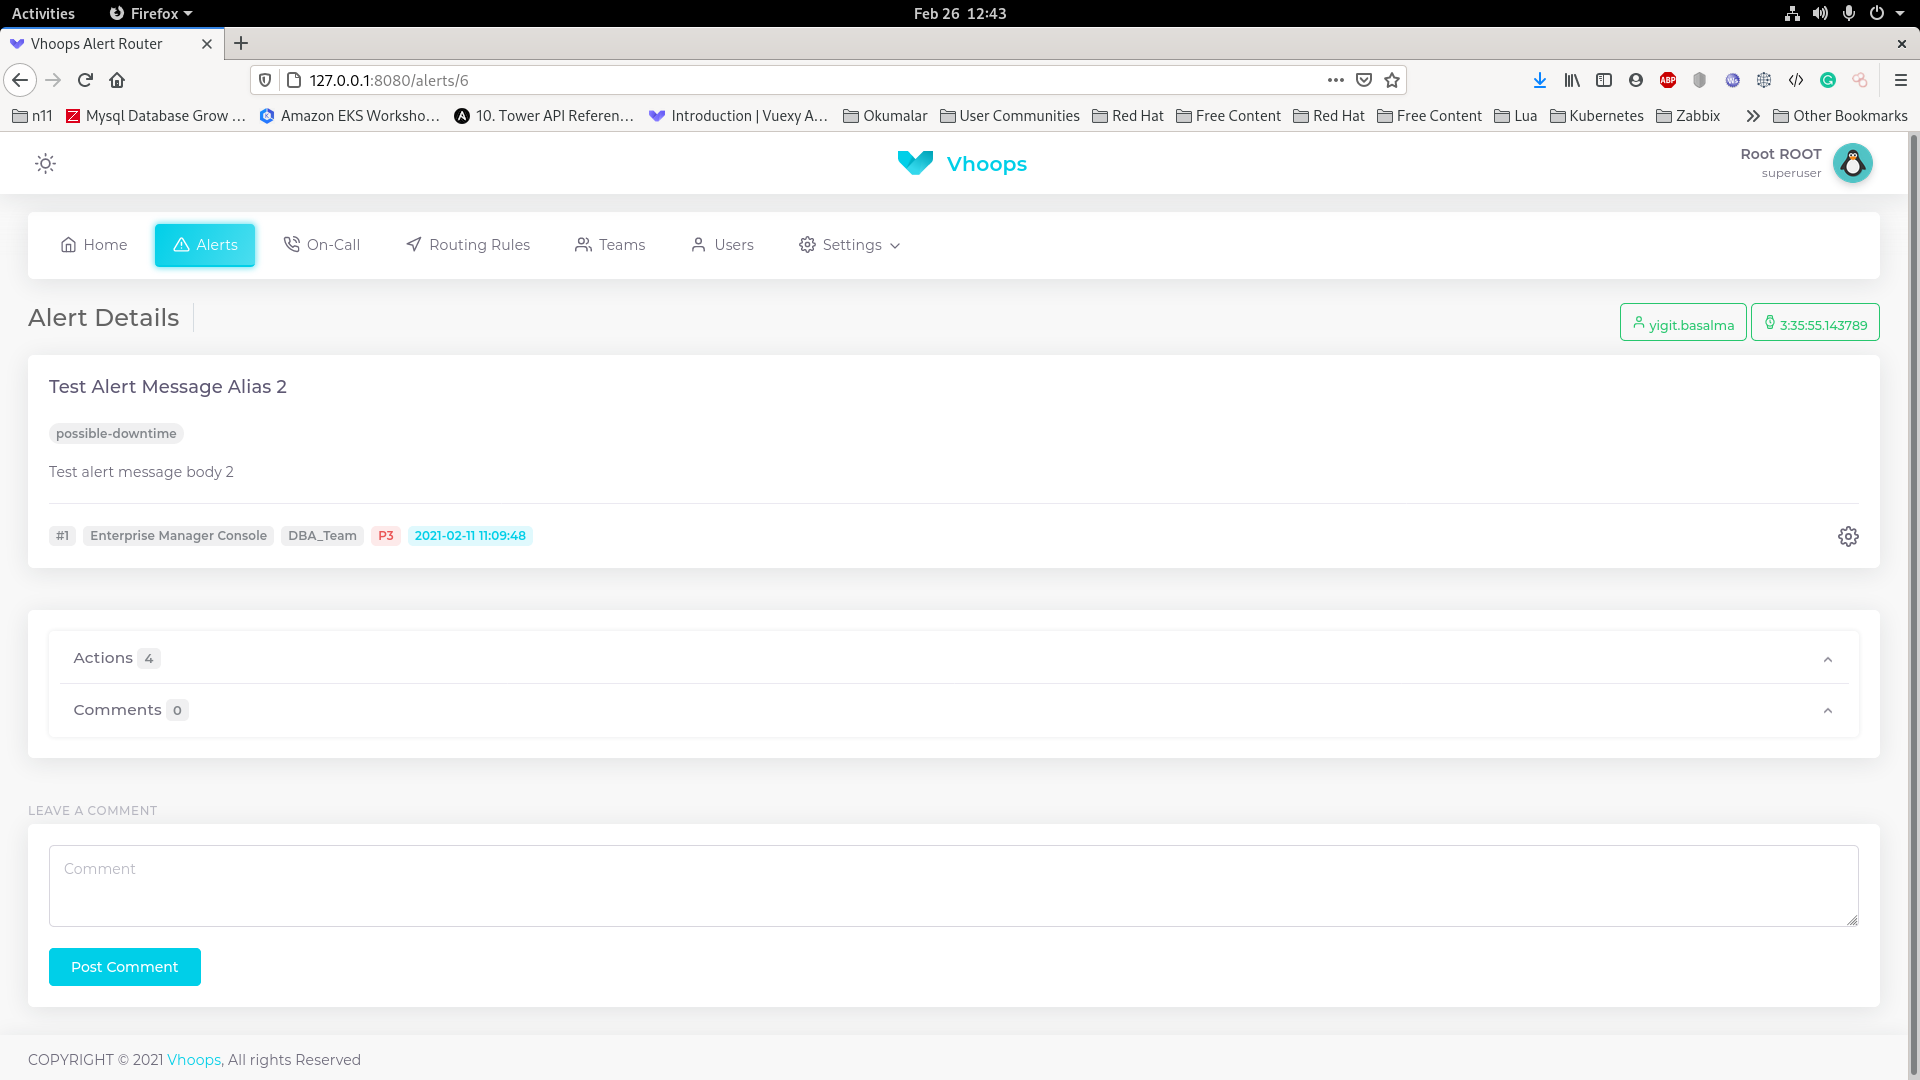 Activities Firefox Feb 26 12:43
Vhoops Alert Router
127.0.0.1:8080/alerts/6
n11 Mysql Database Grow ... Amazon EKS Worksho... 10. Tower API Referen... Introduction | Vuexy A... Okumalar User Communities Red Hat Free Content Red Hat Free Content Lua Kubernetes Zabbix Other Bookmarks
Vhoops
Root ROOT
superuser
Home Alerts On-Call Routing Rules Teams Users Settings
Alert Details yigit.basalma 3:35:55.143789
Test Alert Message Alias 2
possible-downtime
Test alert message body 2
#1 Enterprise Manager Console DBA_Team P3 2021-02-11 11:09:48
Actions 4
Comments 0
LEAVE A COMMENT
Comment
Post Comment
COPYRIGHT © 2021 Vhoops, All rights Reserved